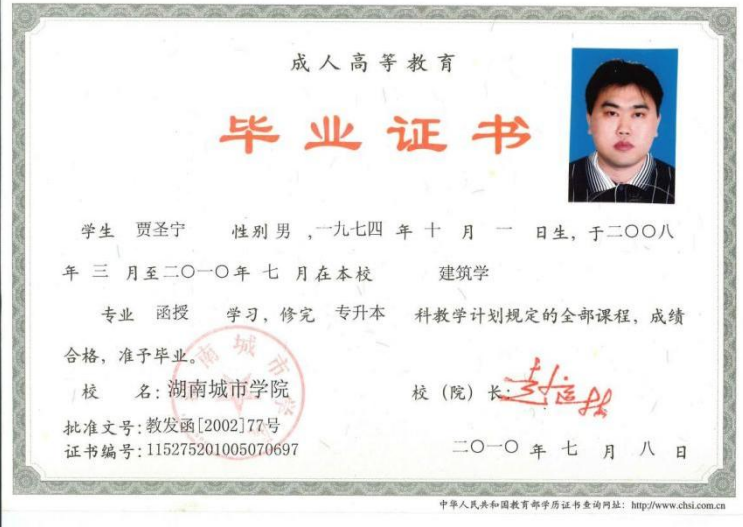 成人高等教育
毕业证书
学生 贾圣宁 性别 男 ,一九七四 年 十 月 一 日生，于二〇〇八
年 三 月至二〇一〇年 七 月在本校 建筑学
专业 函授 学习，修完 专升本 科教学计划规定的全部课程，成绩
合格，准予毕业。
校 名：湖南城市学院 校（院）长：
批准文号：教发函[2002]77号
证书编号：115275201005070697 二〇一〇 年 七 月 八 日
中华人民共和国教育部学历证书查询网址：http://www.chsi.com.cn
南城市学